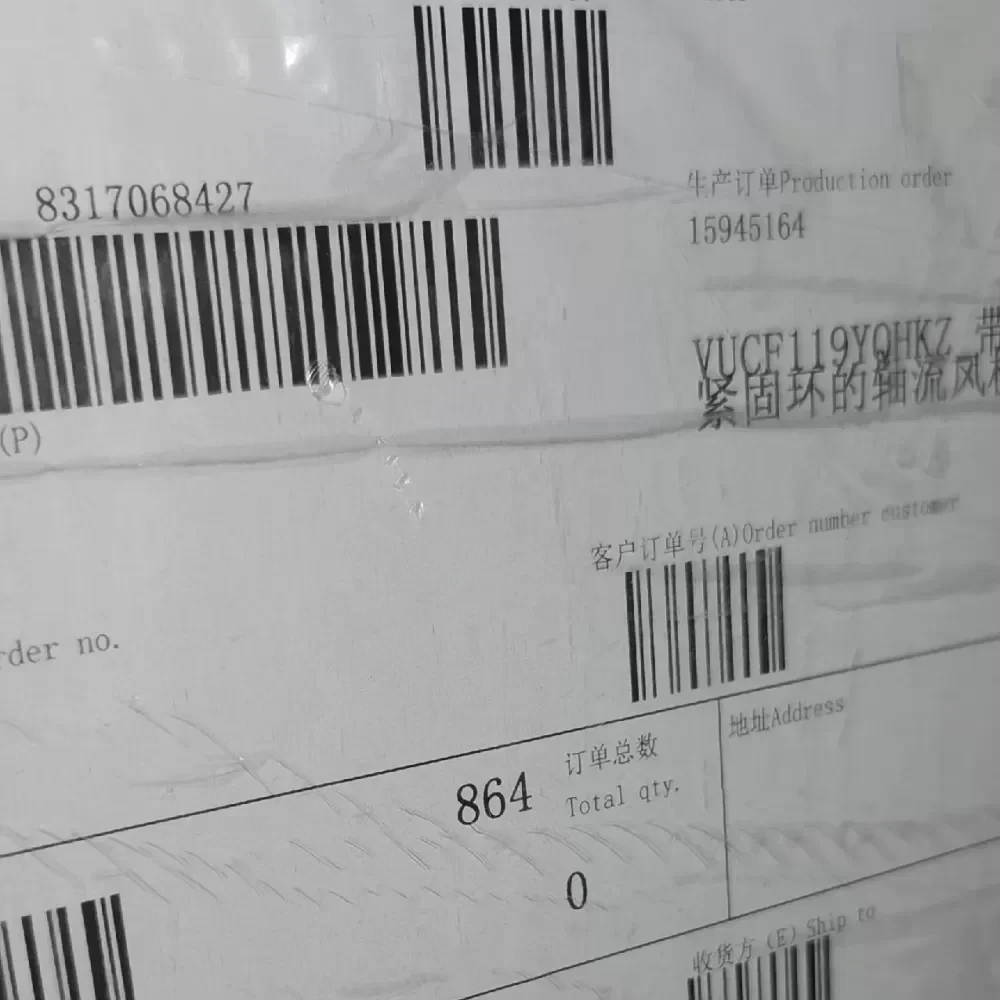 8317068427
生产订单Production order
15945164
VUCF119YQHKZ 带
紧固环的轴流风
(P)
客户订单号(A)Order number customer
rder no.
864
订单总数
Total qty.
0
地址Address
收货方(E)Ship to